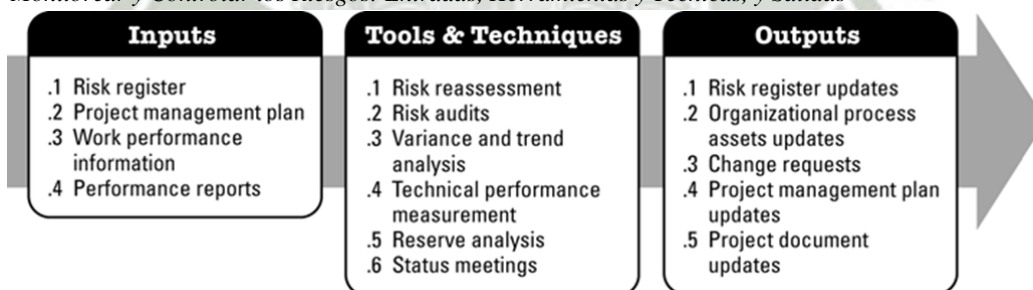 Monitorear y Controlar los Riesgos: Entradas, Herramientas y Técnicas, y Salidas
Inputs
.1 Risk register
.2 Project management plan
.3 Work performance
information
.4 Performance reports
Tools & Techniques
.1 Risk reassessment
.2 Risk audits
.3 Variance and trend
analysis
.4 Technical performance
measurement
.5 Reserve analysis
.6 Status meetings
Outputs
.1 Risk register updates
.2 Organizational process
assets updates
.3 Change requests
.4 Project management plan
updates
.5 Project document
updates